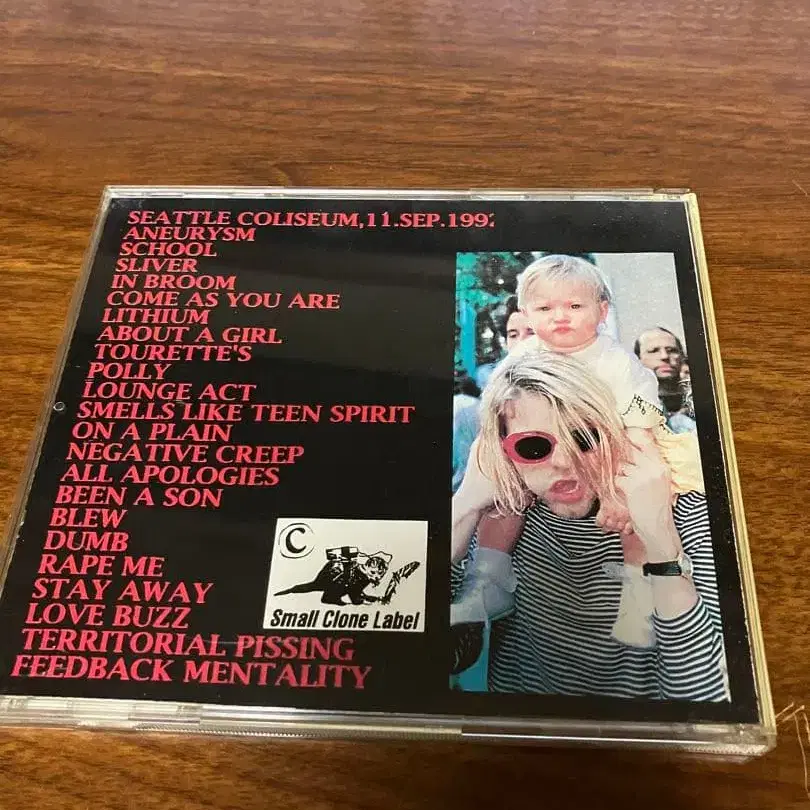 SEATTLE COLISEUM,11.SEP.1992
ANEURYSM
SCHOOL
SLIVER
IN BROOM
COME AS YOU ARE
LITHIUM
ABOUT A GIRL
TOURETTE'S
POLLY
LOUNGE ACT
SMELLS LIKE TEEN SPIRIT
ON A PLAIN
NEGATIVE CREEP
ALL APOLOGIES
BEEN A SON
BLEW
DUMB
RAPE ME
STAY AWAY
LOVE BUZZ
TERRITORIAL PISSING
FEEDBACK MENTALITY
©
Small Clone Label